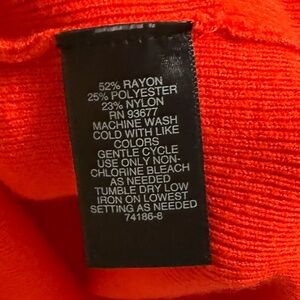 52% RAYON
25% POLYESTER
23% NYLON
RN 93677
MACHINE WASH
COLD WITH LIKE
COLORS
GENTLE CYCLE
USE ONLY NON-
CHLORINE BLEACH
AS NEEDED
TUMBLE DRY LOW
IRON ON LOWEST
SETTING AS NEEDED
74186-8